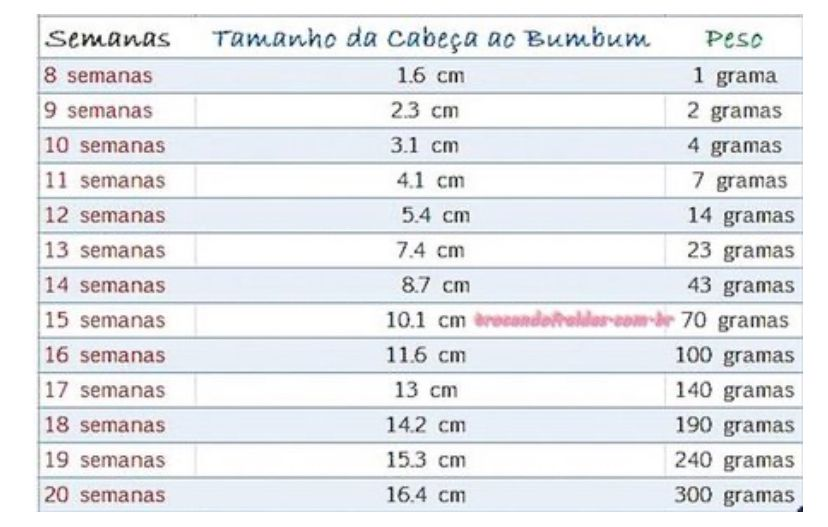 Semanas Tamanho da Cabeça ao Bumbum Peso
8 semanas 1.6 cm 1 grama
9 semanas 2.3 cm 2 gramas
10 semanas 3.1 cm 4 gramas
11 semanas 4.1 cm 7 gramas
12 semanas 5.4 cm 14 gramas
13 semanas 7.4 cm 23 gramas
14 semanas 8.7 cm 43 gramas
15 semanas 10.1 cm trocandofraldas.com.br 70 gramas
16 semanas 11.6 cm 100 gramas
17 semanas 13 cm 140 gramas
18 semanas 14.2 cm 190 gramas
19 semanas 15.3 cm 240 gramas
20 semanas 16.4 cm 300 gramas